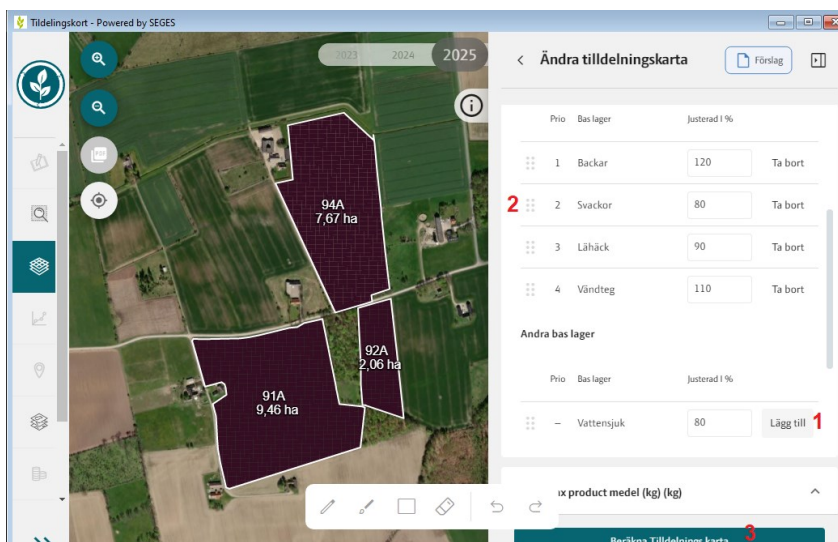 Tildelingskort - Powered by SEGES
2023 2024 2025
Ändra tilldelningskarta
Förslag
Prio Bas lager Justerad I %
1 Backar 120 Ta bort
2 2 Svackor 80 Ta bort
3 Lähäck 90 Ta bort
4 Vändteg 110 Ta bort
Andra bas lager
Prio Bas lager Justerad I %
– Vattensjuk 80 Lägg till 1
product medel (kg) (kg)
Beräkna Tilldelnings karta 3
94A
7,67 ha
92A
2,06 ha
91A
9,46 ha